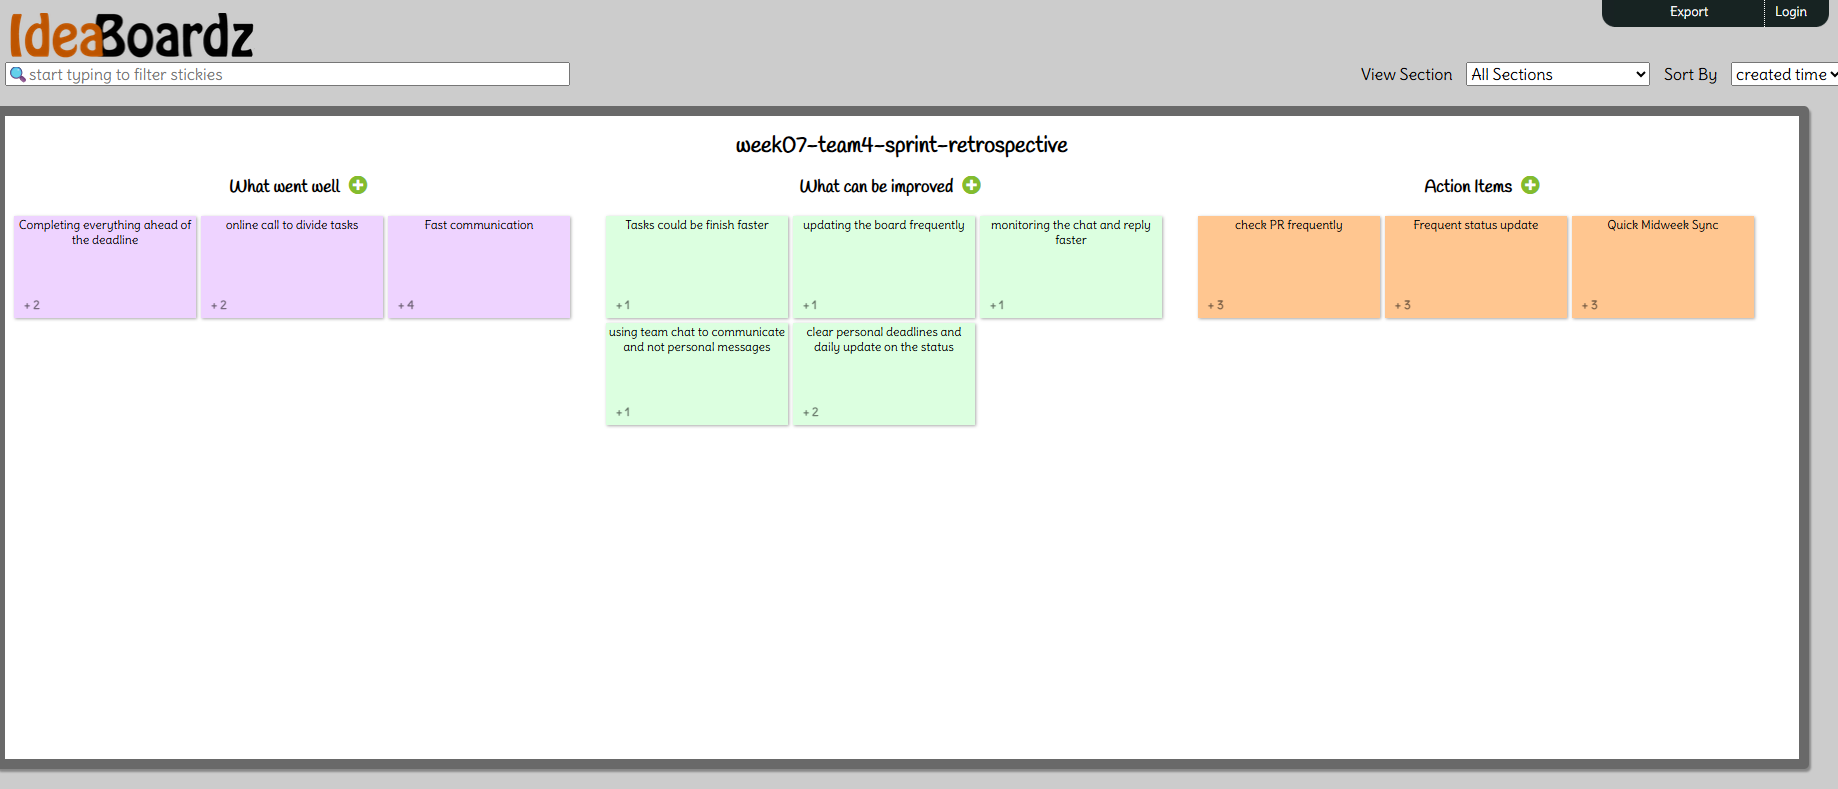 Export
Login
IdeaBoardz
start typing to filter stickies
View Section
All Sections
Sort By
created time
week07-team4-sprint-retrospective
What went well
What can be improved
Action Items
Completing everything ahead of
the deadline
+2
online call to divide tasks
+2
Fast communication
+4
Tasks could be finish faster
+1
updating the board frequently
+1
monitoring the chat and reply
faster
+1
using team chat to communicate
and not personal messages
+1
clear personal deadlines and
daily update on the status
+2
check PR frequently
+3
Frequent status update
+3
Quick Midweek Sync
+3